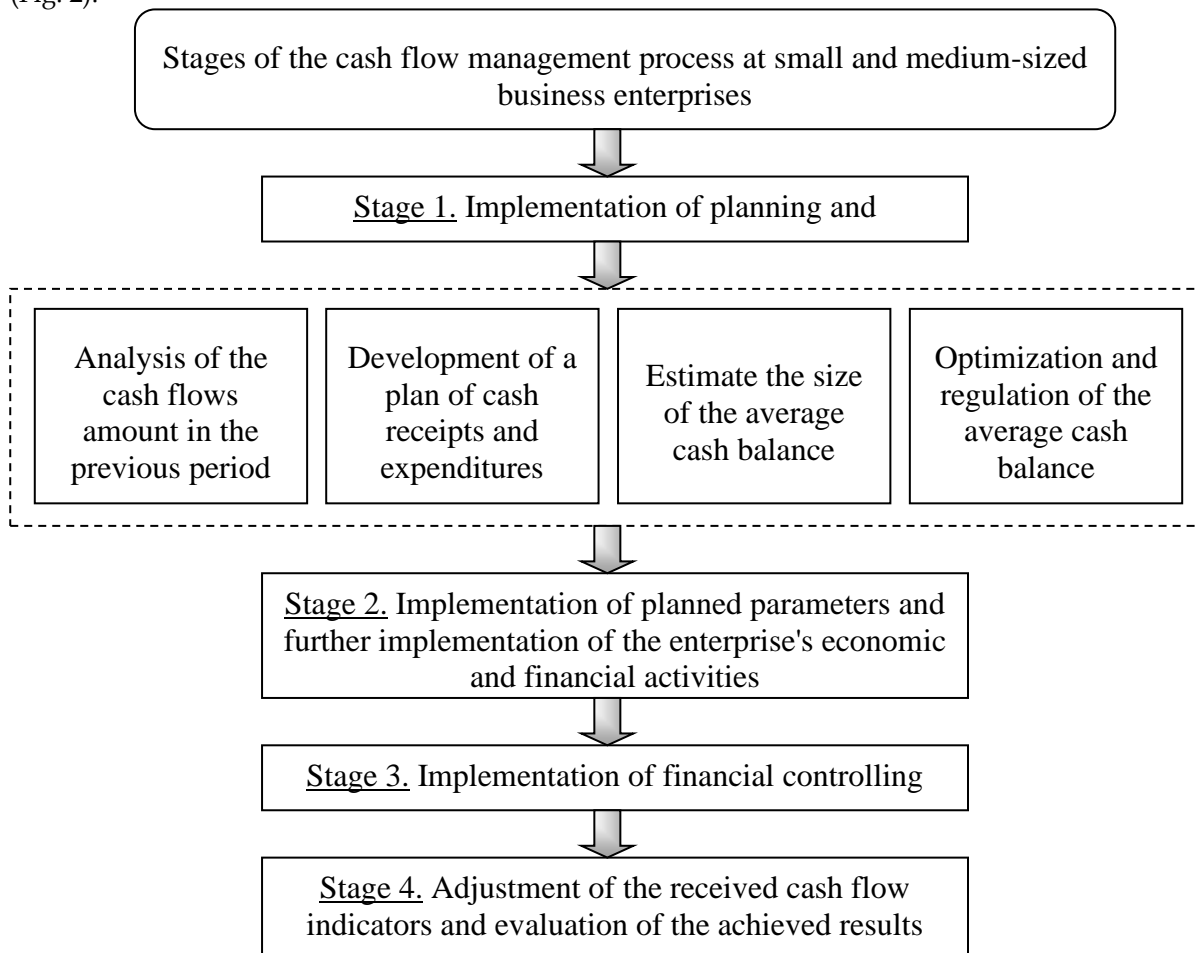 (Fig. 2).
Stages of the cash flow management process at small and medium-sized
business enterprises
Stage 1. Implementation of planning and
Analysis of the
cash flows
amount in the
previous period
Development of a
plan of cash
receipts and
expenditures
Estimate the size
of the average
cash balance
Optimization and
regulation of the
average cash
balance
Stage 2. Implementation of planned parameters and
further implementation of the enterprise's economic
and financial activities
Stage 3. Implementation of financial controlling
Stage 4. Adjustment of the received cash flow
indicators and evaluation of the achieved results